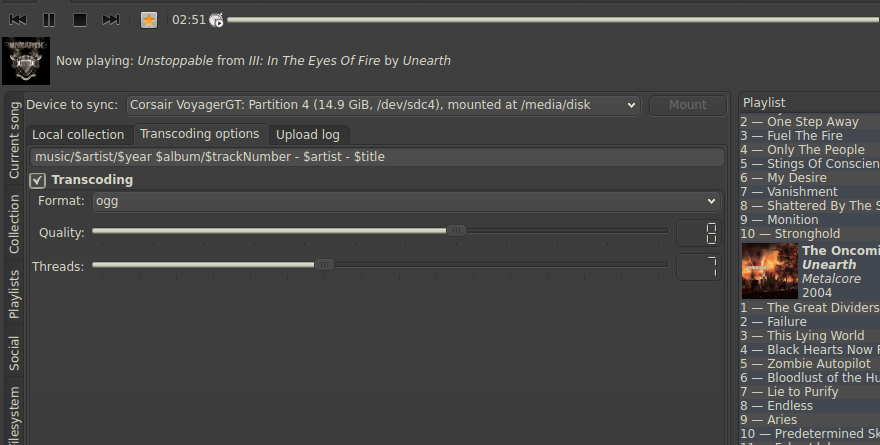 02:51
Now playing: Unstoppable from III: In The Eyes Of Fire by Unearth
Device to sync: Corsair VoyagerGT: Partition 4 (14.9 GiB, /dev/sdc4), mounted at /media/disk Mount
Local collection Transcoding options Upload log
music/$artist/$year $album/$trackNumber - $artist - $title
Transcoding
Format: ogg
Quality: 8
Threads: 7
Current song
Collection
Playlists
Social
Filesystem
Playlist
2 — One Step Away
3 — Fuel The Fire
4 — Only The People
5 — Stings Of Conscien
6 — My Desire
7 — Vanishment
8 — Shattered By The S
9 — Monition
10 — Stronghold
The Oncomi
Unearth
Metalcore
2004
1 — The Great Dividers
2 — Failure
3 — This Lying World
4 — Black Hearts Now R
5 — Zombie Autopilot
6 — Bloodlust of the Hu
7 — Lie to Purify
8 — Endless
9 — Aries
10 — Predetermined Sk